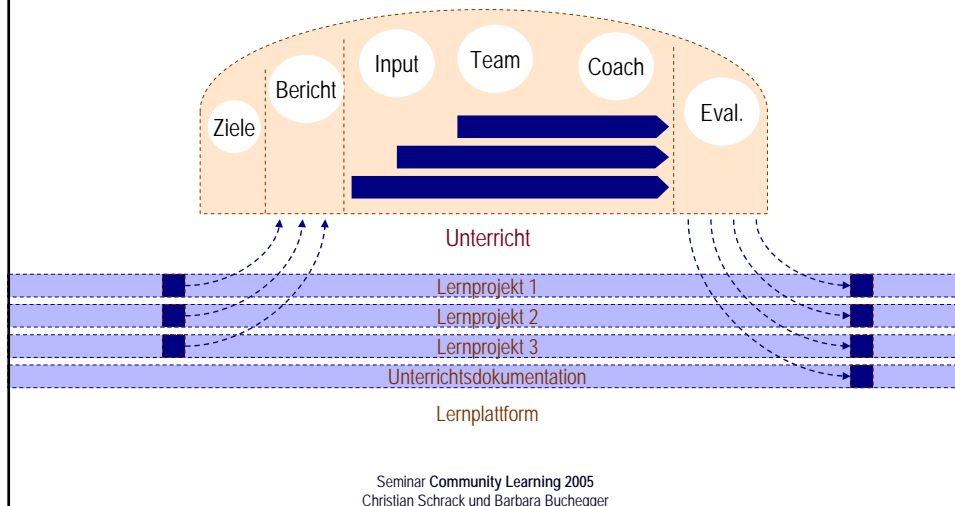 Ziele
Bericht
Input
Team
Coach
Eval.
Unterricht
Lernprojekt 1
Lernprojekt 2
Lernprojekt 3
Unterrichtsdokumentation
Lernplattform
Seminar Community Learning 2005
Christian Schrack und Barbara Buchegger